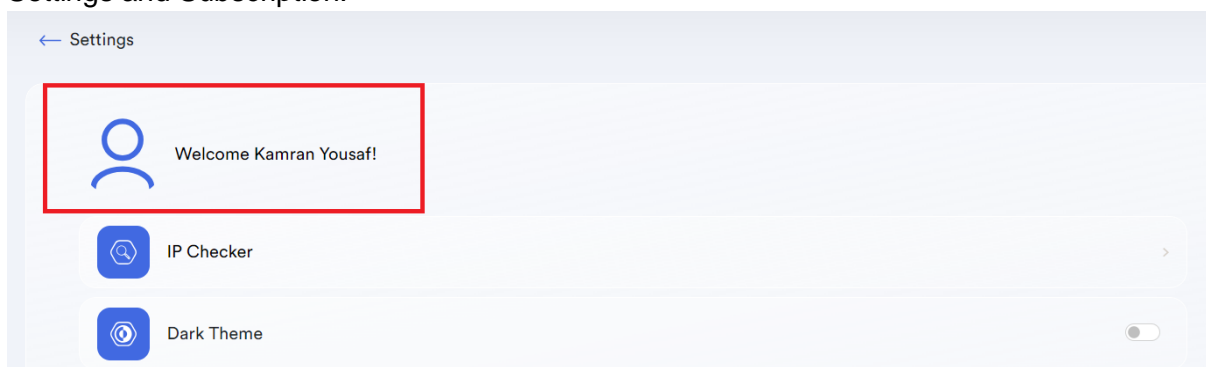 Settings and Subscription.
← Settings
Welcome Kamran Yousaf!
IP Checker
Dark Theme